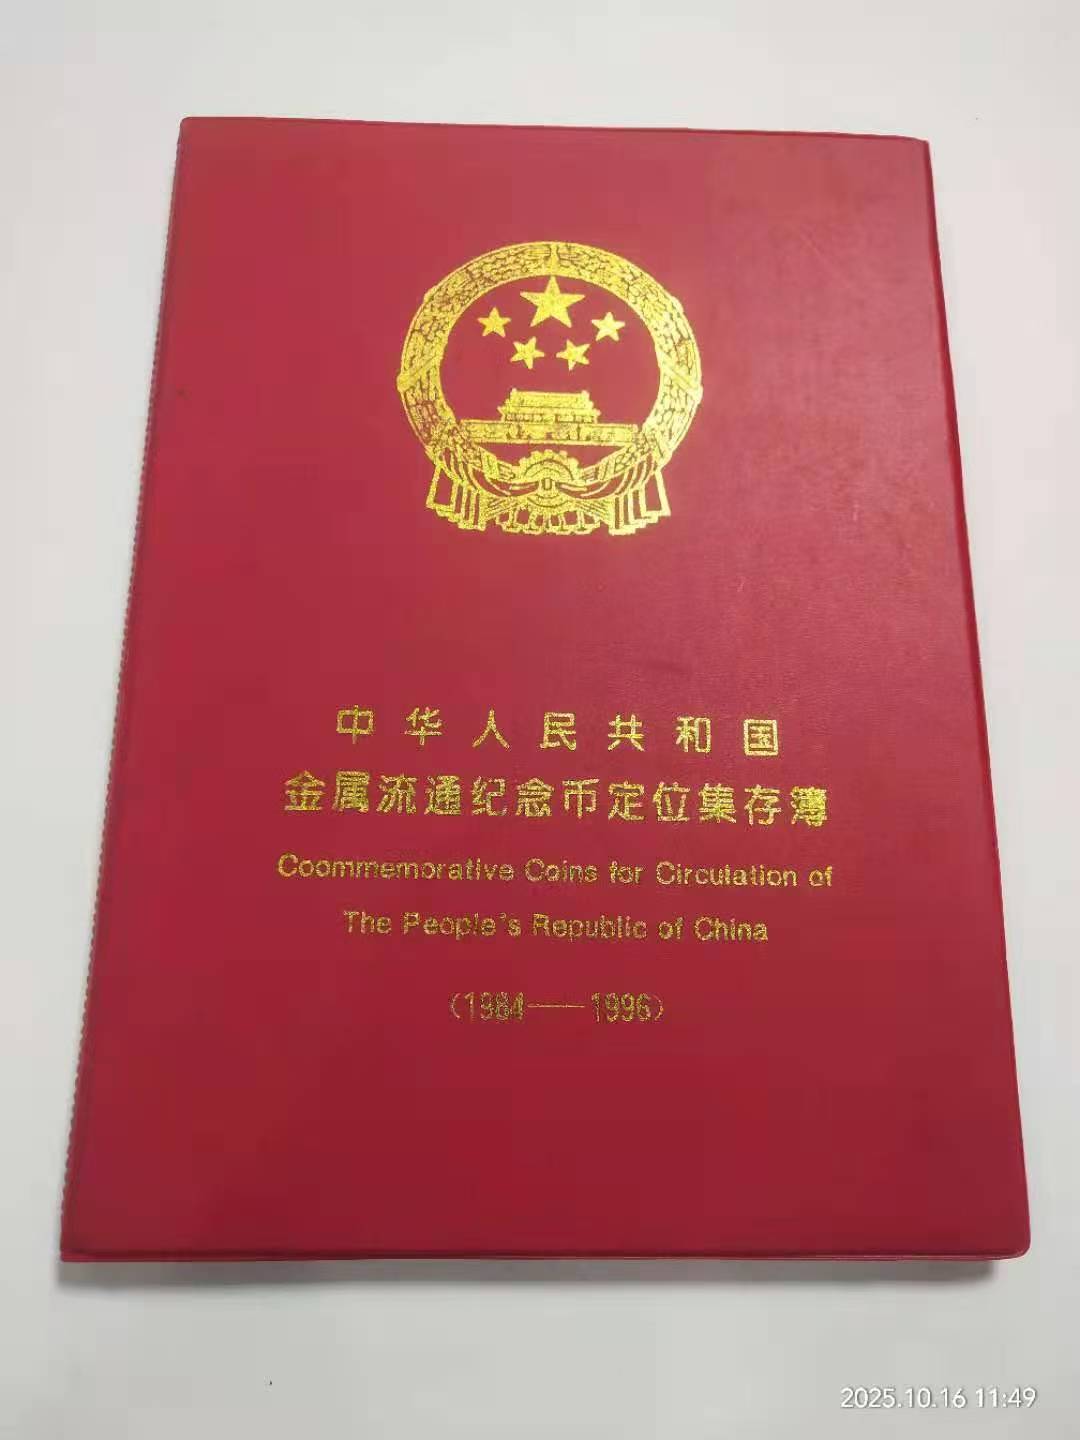 中华人民共和国
金属流通纪念币定位集存簿
Coommemorative Coins for Circulation of
The People's Republic of China
(1984——1996)
2025.10.16 11:49